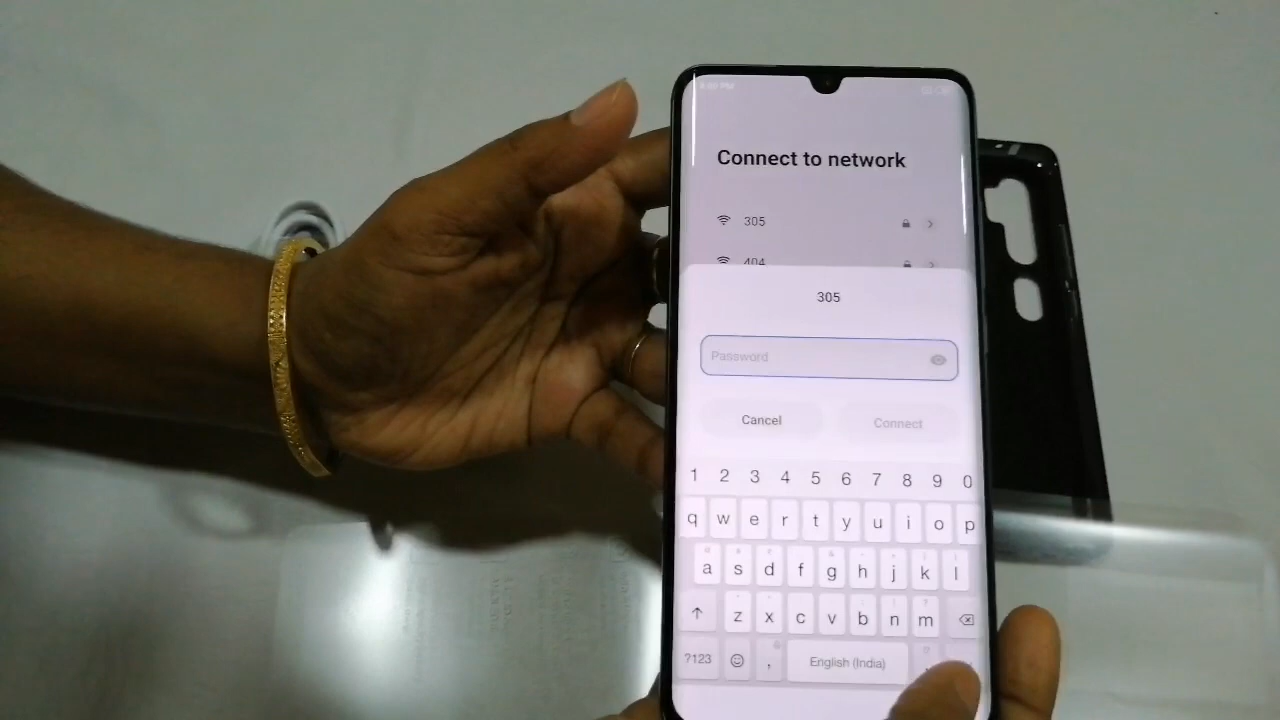 Connect to network
305
404
305
Password
Cancel Connect
1 2 3 4 5 6 7 8 9 0
q w e r t y u i o p
a s d f g h j k l
z x c v b n m
?123 , English (India)